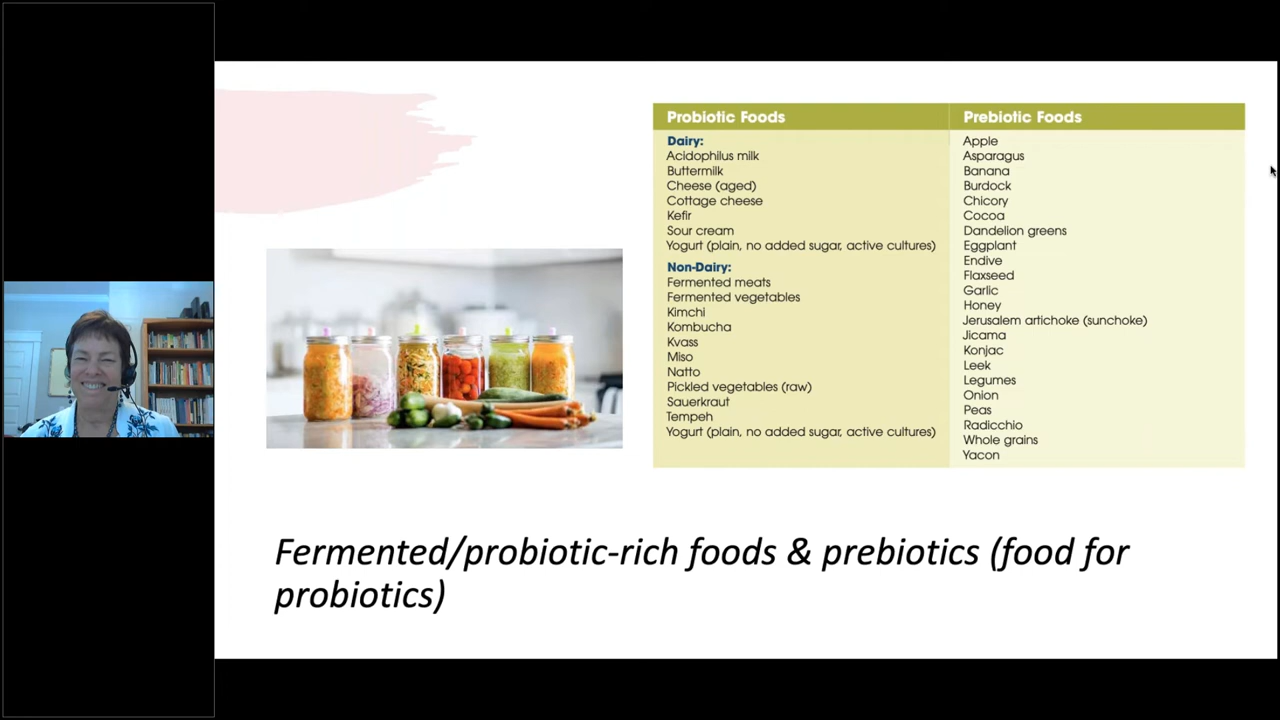 Probiotic Foods
Dairy:
Acidophilus milk
Buttermilk
Cheese (aged)
Cottage cheese
Kefir
Sour cream
Yogurt (plain, no added sugar, active cultures)
Non-Dairy:
Fermented meats
Fermented vegetables
Kimchi
Kombucha
Kvass
Miso
Natto
Pickled vegetables (raw)
Sauerkraut
Tempeh
Yogurt (plain, no added sugar, active cultures)
Prebiotic Foods
Apple
Asparagus
Banana
Burdock
Chicory
Cocoa
Dandelion greens
Eggplant
Endive
Flaxseed
Garlic
Honey
Jerusalem artichoke (sunchoke)
Jicama
Konjac
Leek
Legumes
Onion
Peas
Radicchio
Whole grains
Yacon
Fermented/probiotic-rich foods & prebiotics (food for
probiotics)